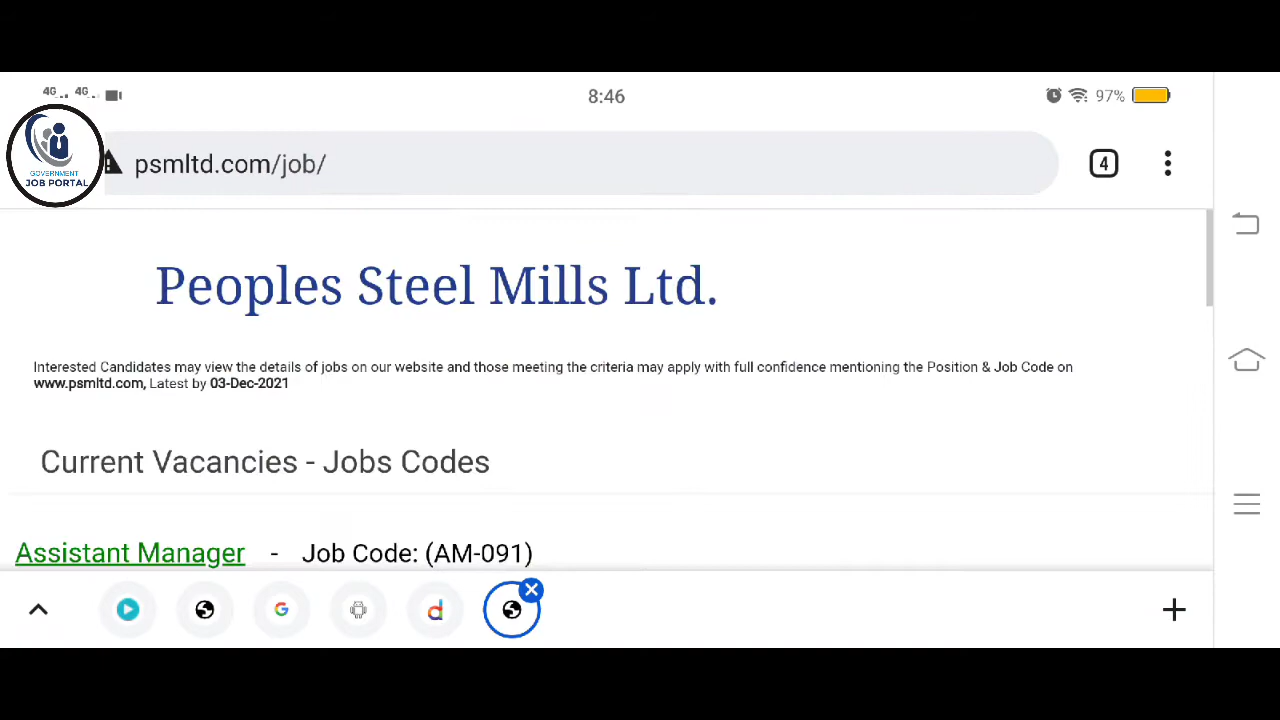 4G 4G 8:46 97%
GOVERNMENT
JOB PORTAL
psmltd.com/job/ 4
Peoples Steel Mills Ltd.
Interested Candidates may view the details of jobs on our website and those meeting the criteria may apply with full confidence mentioning the Position & Job Code on
www.psmltd.com, Latest by 03-Dec-2021
Current Vacancies - Jobs Codes
Assistant Manager - Job Code: (AM-091)